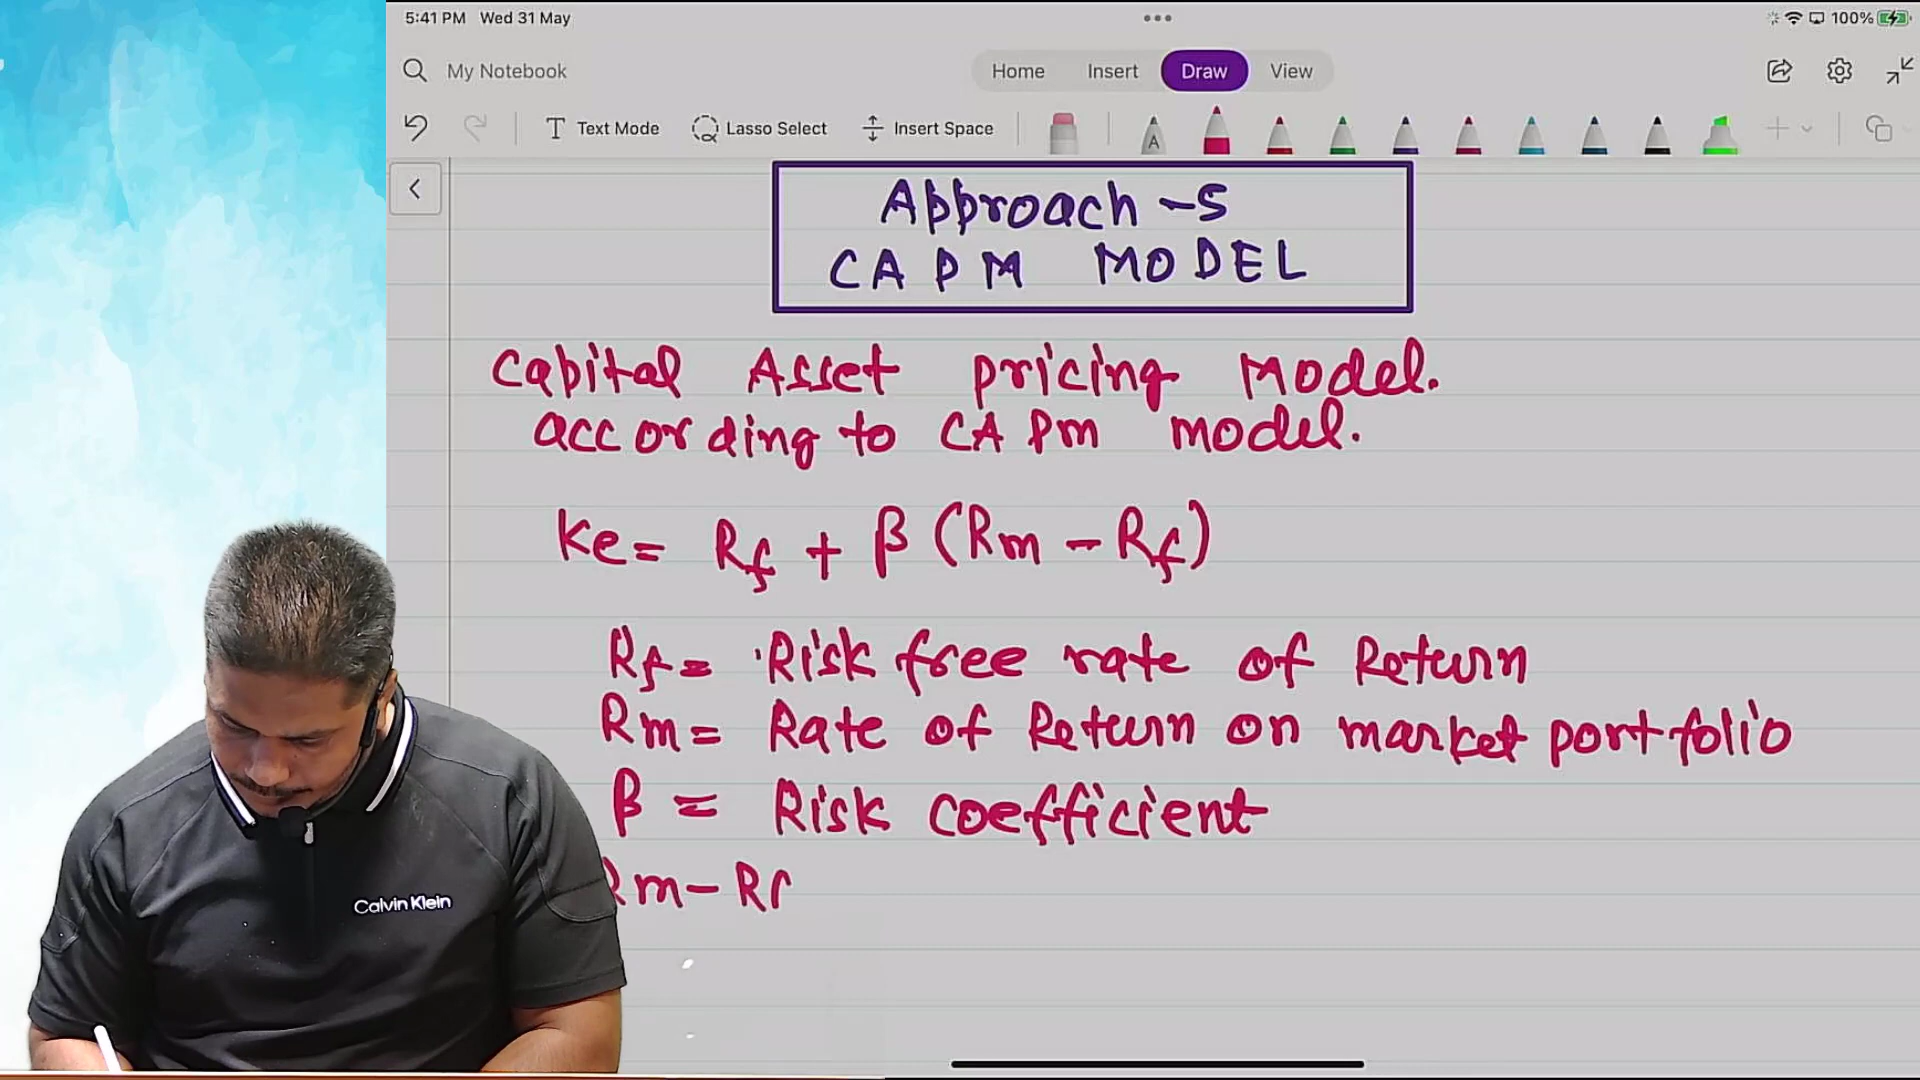 5:41 PM Wed 31 May
100%
My Notebook
Home Insert Draw View
Text Mode Lasso Select Insert Space
A
Approach - 5
CAPM MODEL
Capital Asset pricing Model.
according to CAPm model.
Ke = Rf + β (Rm - Rf)
Rf = Risk free rate of Return
Rm = Rate of Return on market portfolio
β = Risk coefficient
Rm - Rf
Calvin Klein